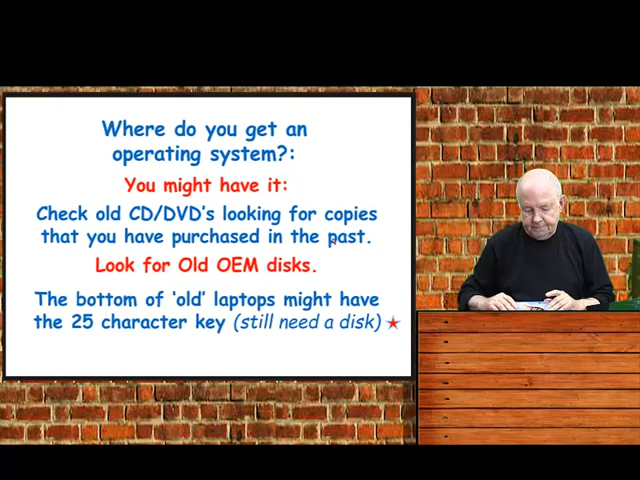 Where do you get an
operating system?:
You might have it:
Check old CD/DVD's looking for copies
that you have purchased in the past.
Look for Old OEM disks.
The bottom of 'old' laptops might have
the 25 character key (still need a disk)